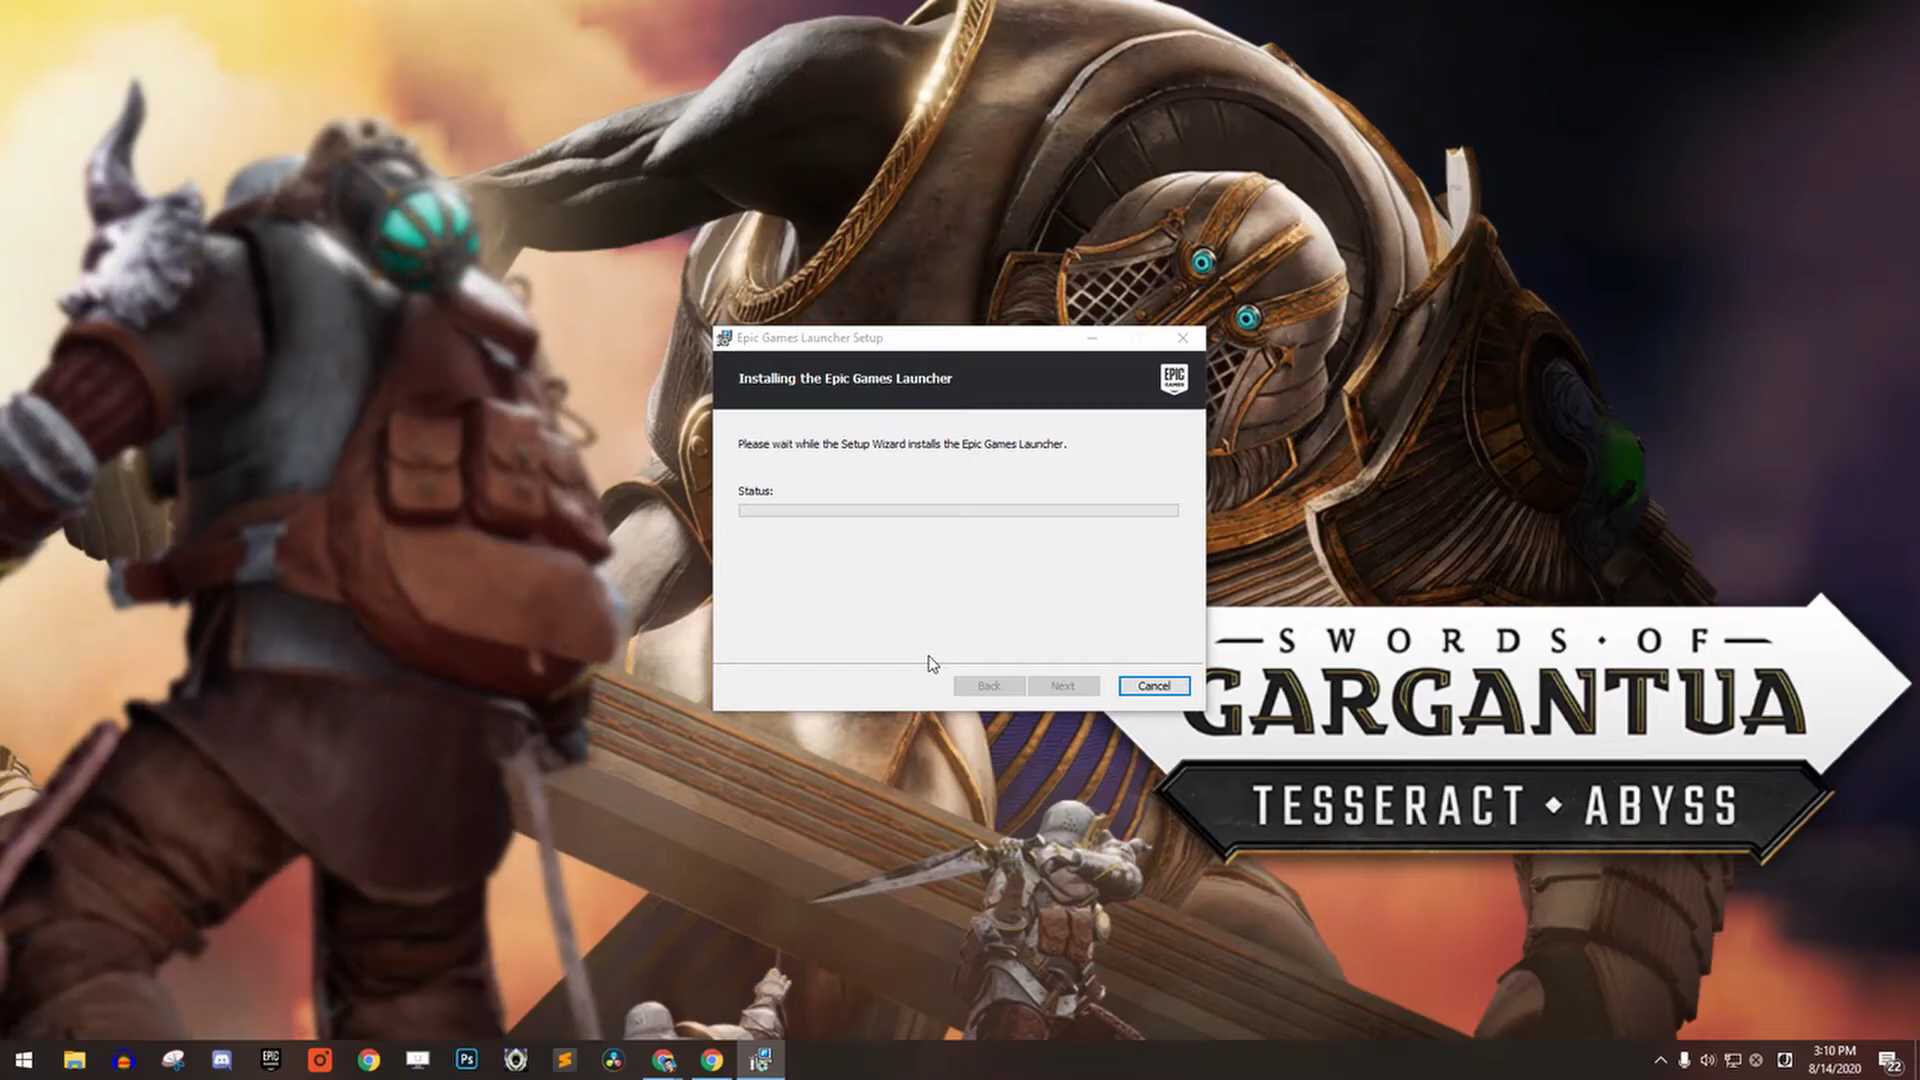 Epic Games Launcher Setup
Installing the Epic Games Launcher
EPIC
GAMES
Please wait while the Setup Wizard installs the Epic Games Launcher.
Status:
Back
Next
Cancel
SWORDS·OF
GARGANTUA
TESSERACT ⬥ ABYSS
EPIC
GAMES
Ps
3:10 PM
8/14/2020
22